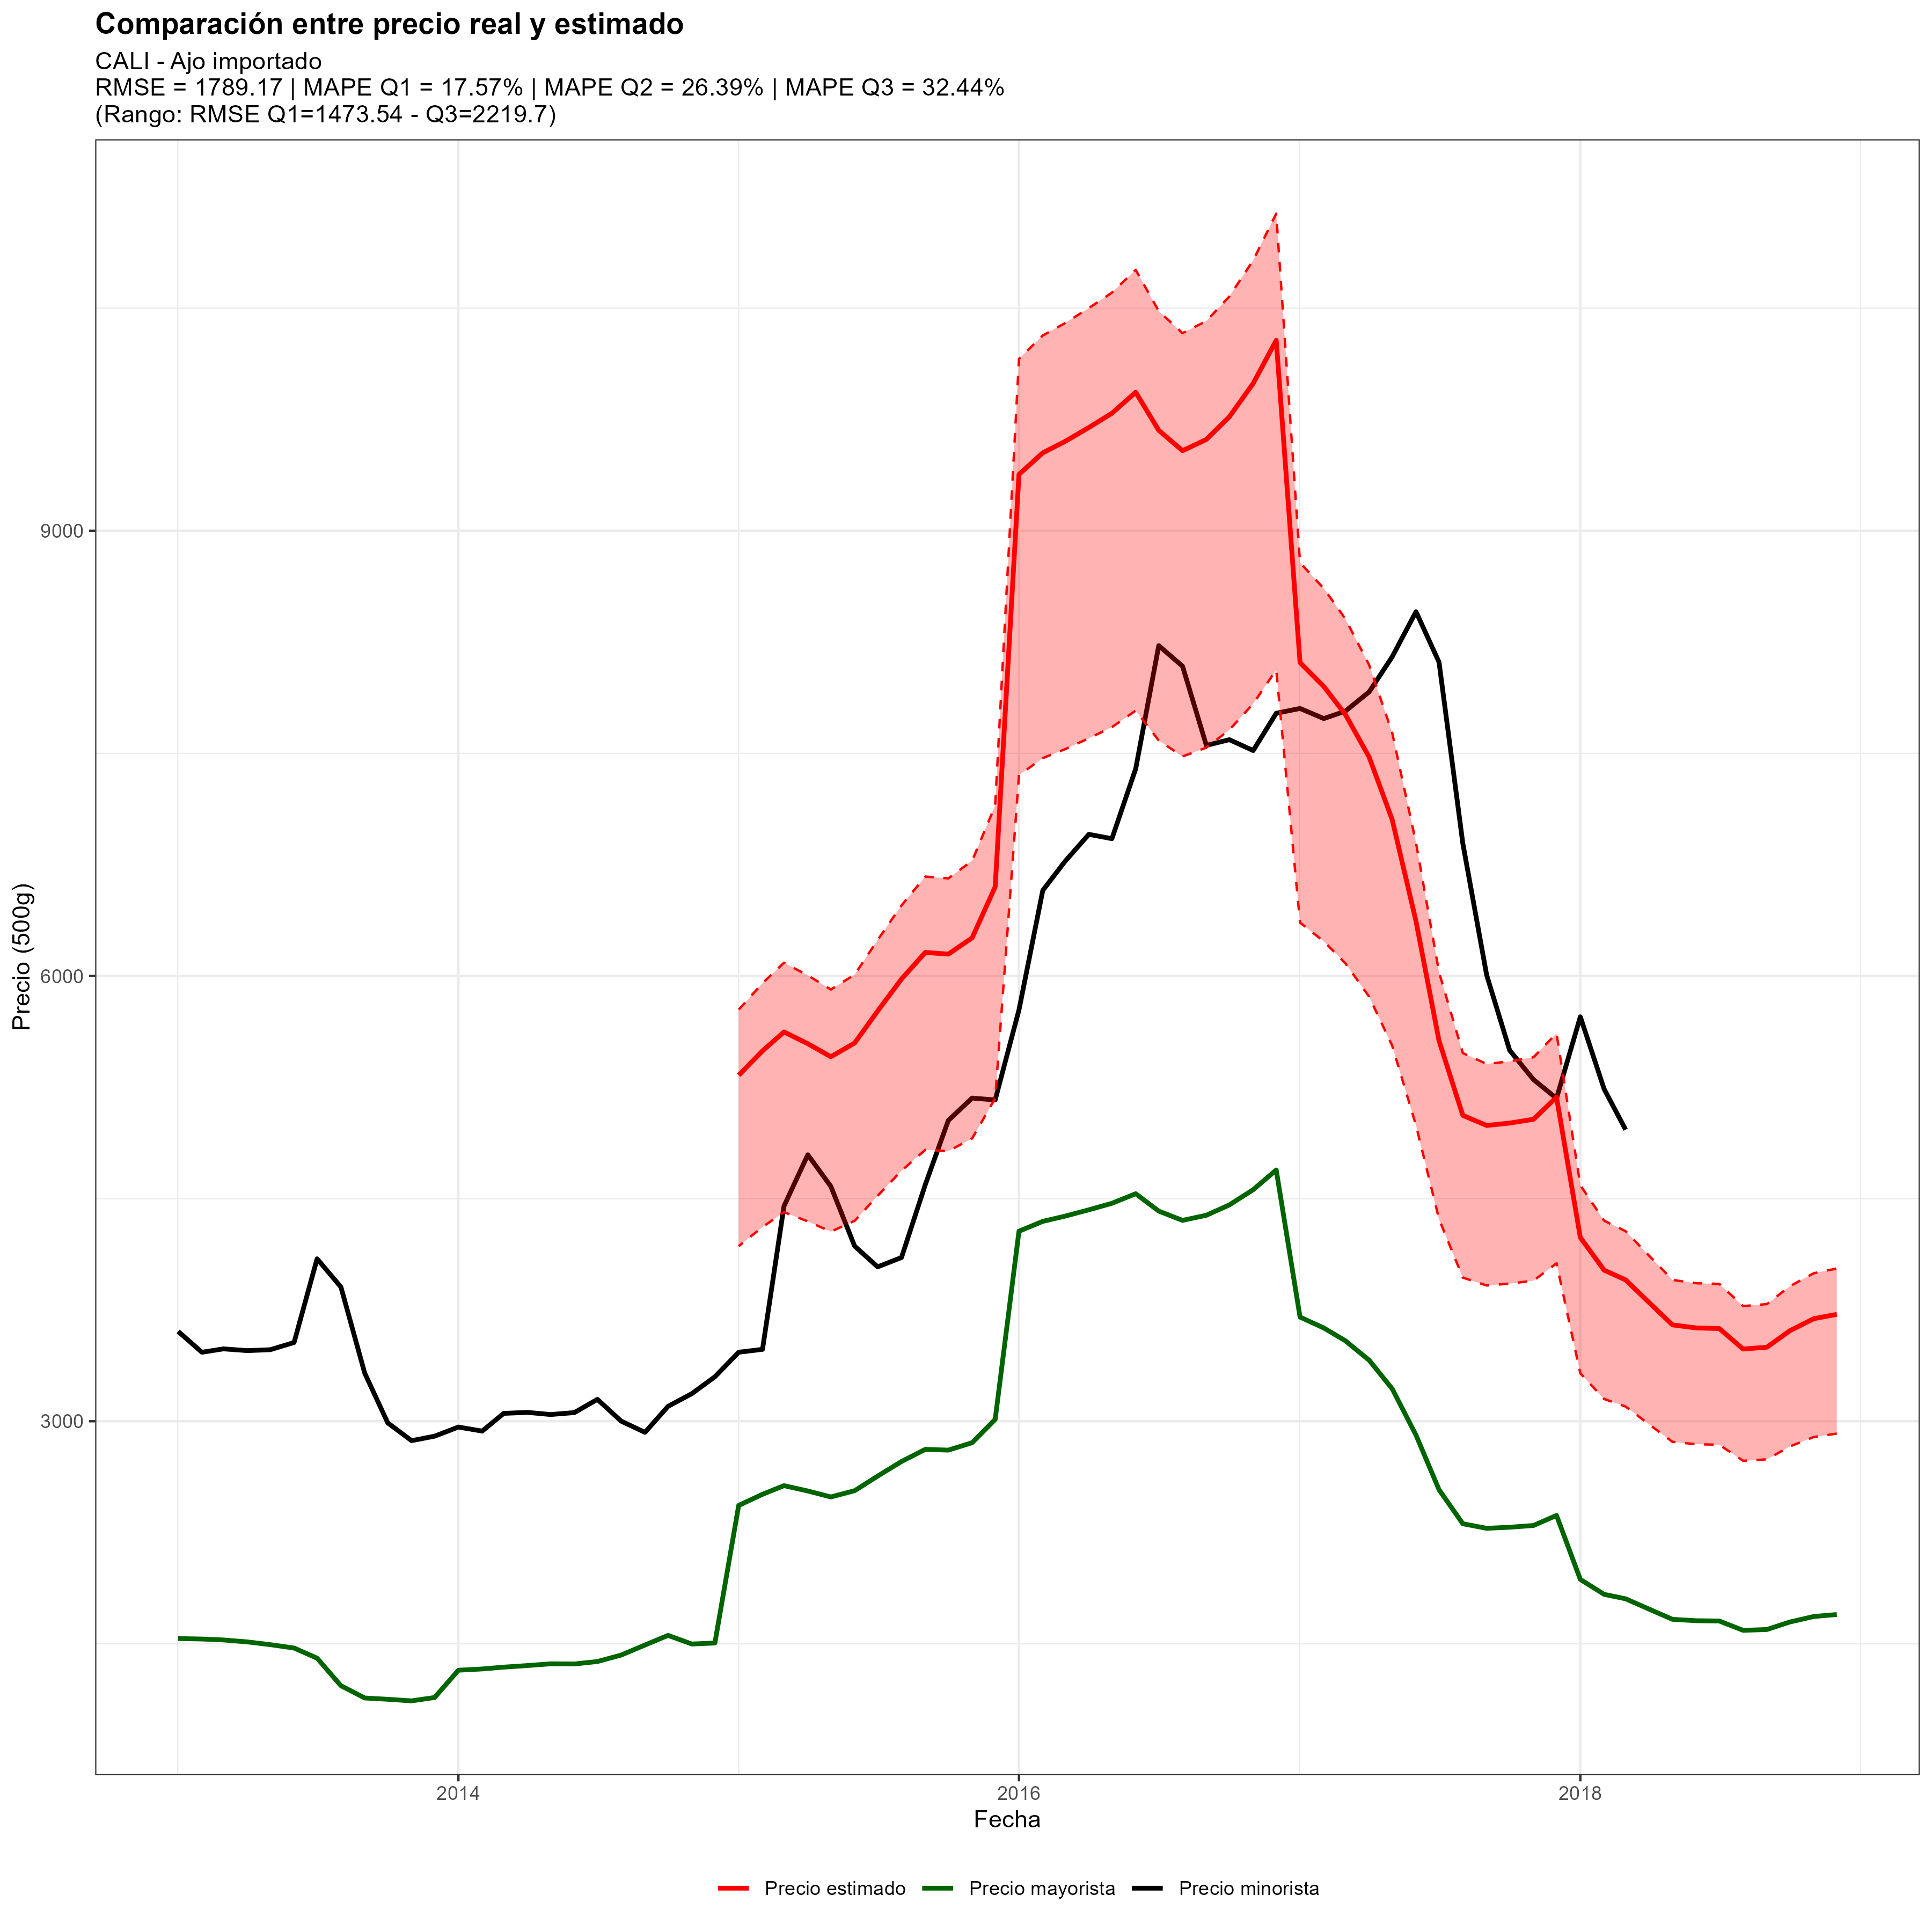 Comparación entre precio real y estimado
CALI - Ajo importado
RMSE = 1789.17 | MAPE Q1 = 17.57% | MAPE Q2 = 26.39% | MAPE Q3 = 32.44%
(Rango: RMSE Q1=1473.54 - Q3=2219.7)
Precio (500g)
9000
6000
3000
2014
2016
2018
Fecha
Precio estimado
Precio mayorista
Precio minorista